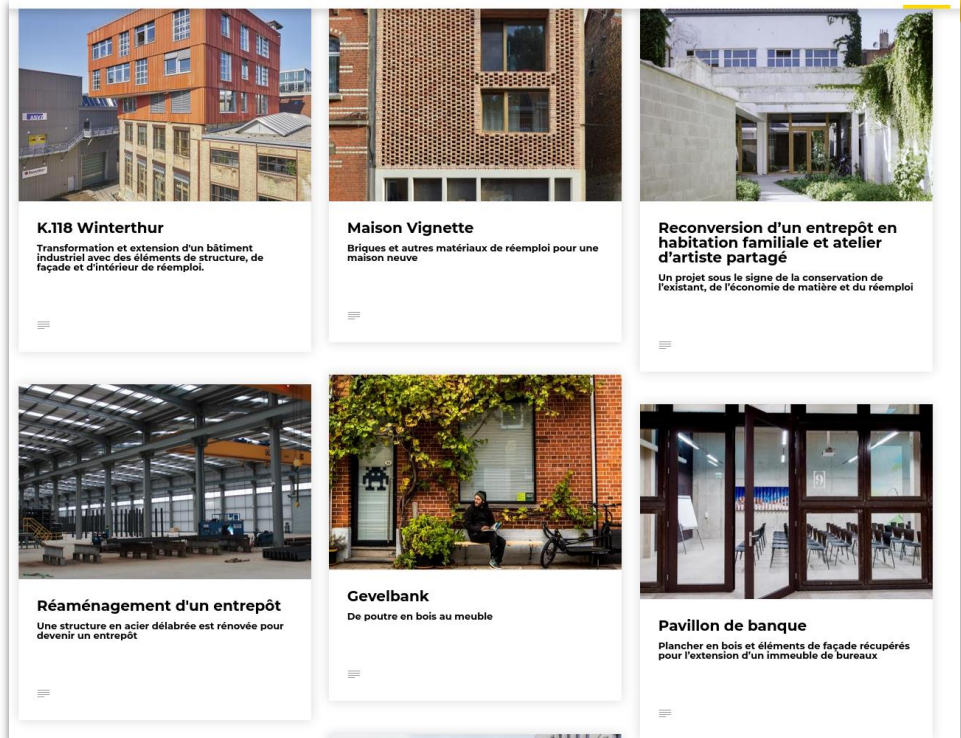 K.118 Winterthur
Transformation et extension d'un bâtiment
industriel avec des éléments de structure, de
façade et d'intérieur de réemploi.
Maison Vignette
Briques et autres matériaux de réemploi pour une
maison neuve
Reconversion d’un entrepôt en
habitation familiale et atelier
d’artiste partagé
Un projet sous le signe de la conservation de
l’existant, de l’économie de matière et du réemploi
Réaménagement d'un entrepôt
Une structure en acier délabrée est rénovée pour
devenir un entrepôt
Gevelbank
De poutre en bois au meuble
Pavillon de banque
Plancher en bois et éléments de façade récupérés
pour l’extension d’un immeuble de bureaux